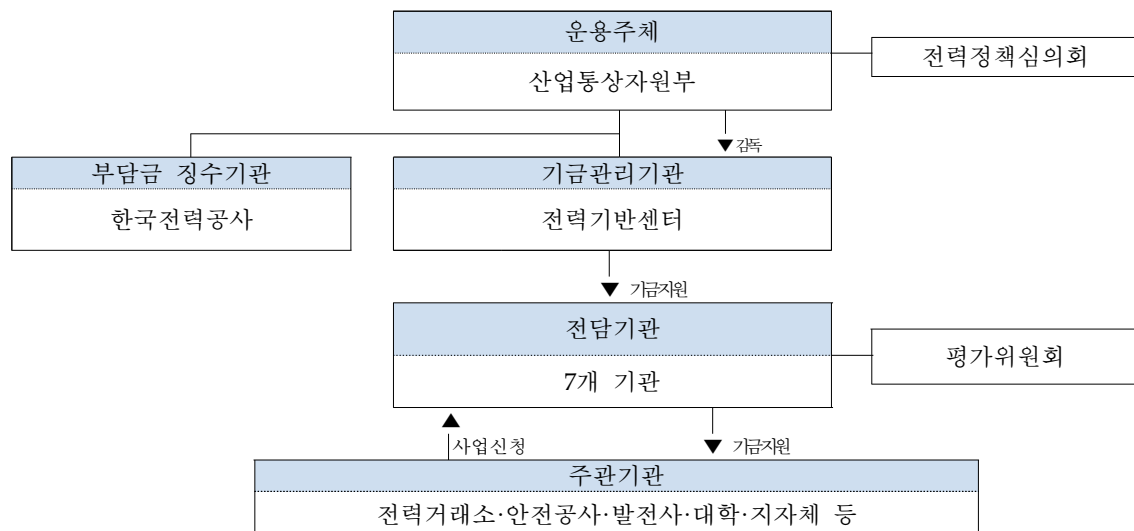 운용주체
산업통상자원부
전력정책심의회
감독
부담금 징수기관
한국전력공사
기금관리기관
전력기반센터
기금지원
전담기관
7개 기관
평가위원회
사업신청
기금지원
주관기관
전력거래소·안전공사·발전사·대학·지자체 등